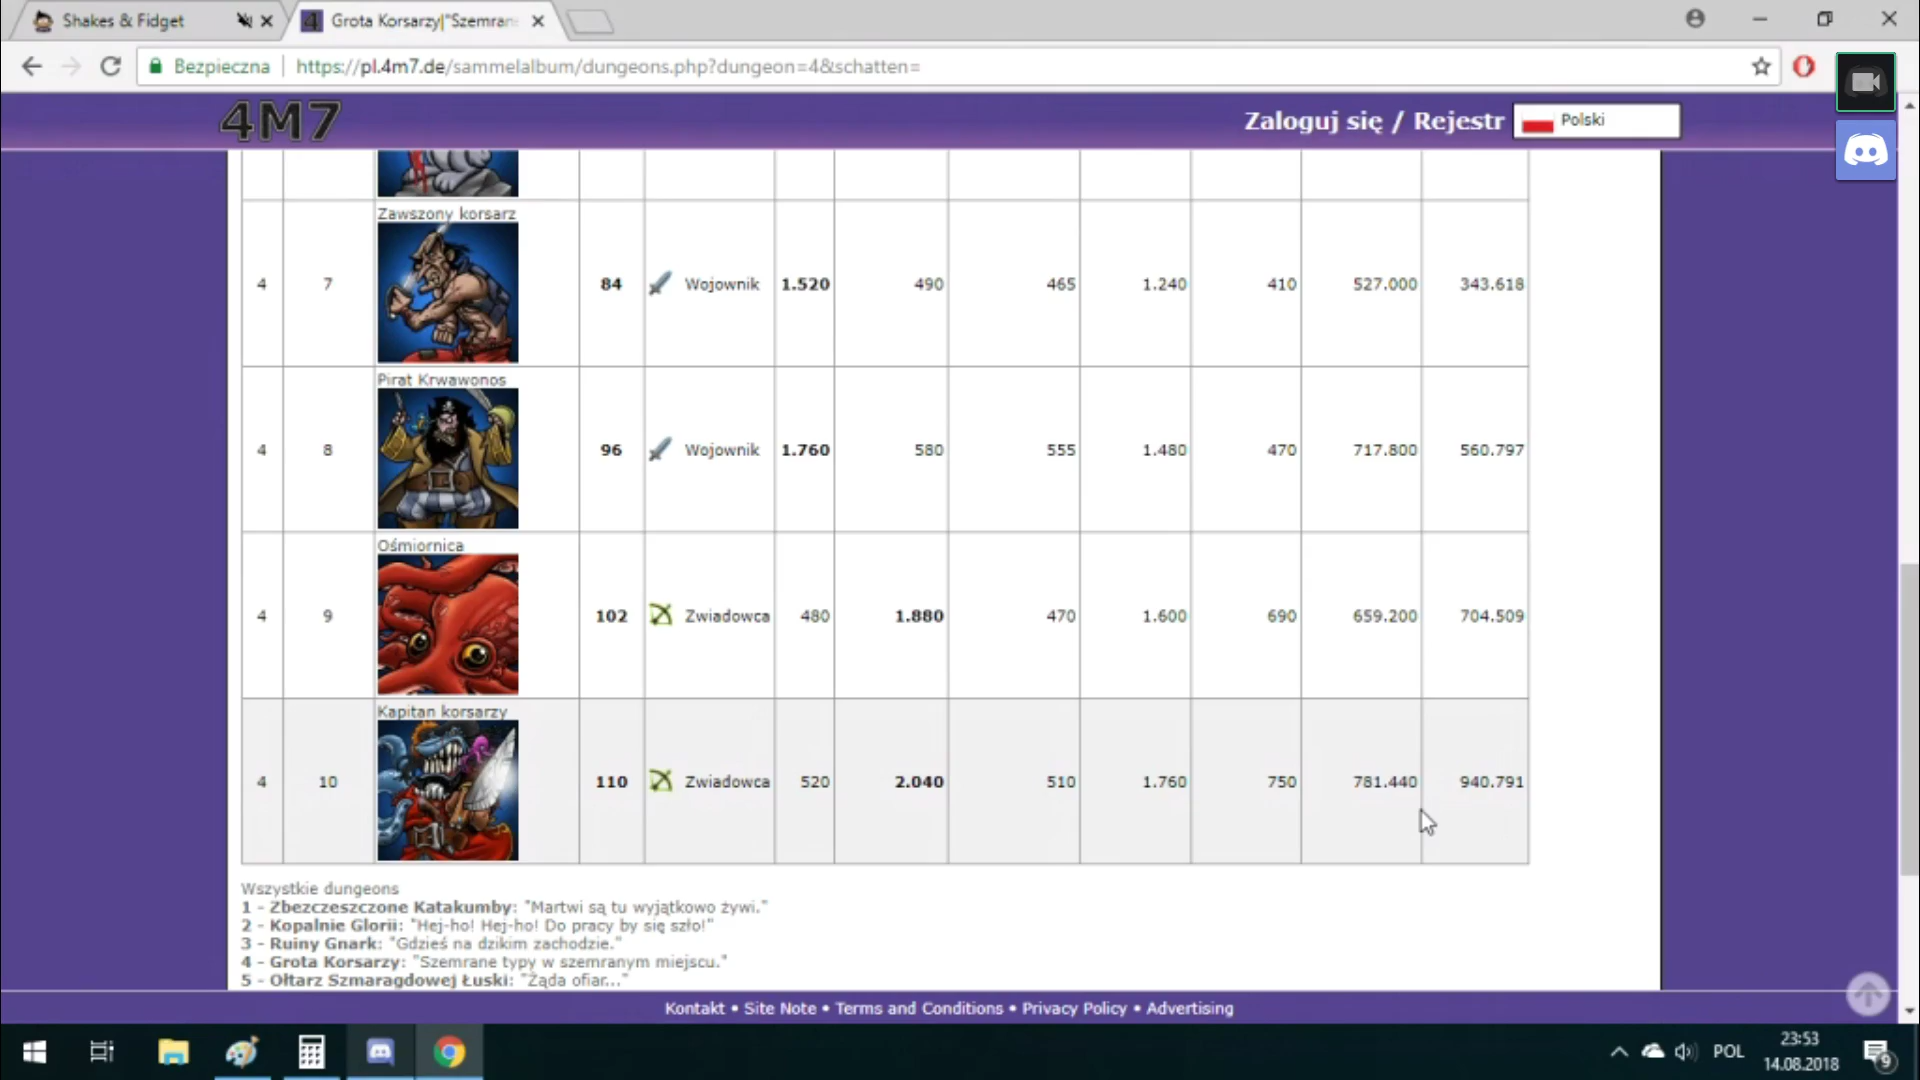 Shakes & Fidget
Grota Korsarzy|"Szemran
Bezpieczna
https://pl.4m7.de/sammelalbum/dungeons.php?dungeon=4&schatten=
4M7
Zaloguj się / Rejestr
Polski
Zawszony korsarz
4 7 84 Wojownik 1.520 490 465 1.240 410 527.000 343.618
Pirat Krwawonos
4 8 96 Wojownik 1.760 580 555 1.480 470 717.800 560.797
Ośmiornica
4 9 102 Zwiadowca 480 1.880 470 1.600 690 659.200 704.509
Kapitan korsarzy
4 10 110 Zwiadowca 520 2.040 510 1.760 750 781.440 940.791
Wszystkie dungeons
1 - Zbezczeszczone Katakumby: "Martwi są tu wyjątkowo żywi."
2 - Kopalnie Glorii: "Hej-ho! Hej-ho! Do pracy by się szło!"
3 - Ruiny Gnark: "Gdzieś na dzikim zachodzie."
4 - Grota Korsarzy: "Szemrane typy w szemranym miejscu."
5 - Ołtarz Szmaragdowej Łuski: "Żąda ofiar..."
Kontakt • Site Note • Terms and Conditions • Privacy Policy • Advertising
POL
23:53
14.08.2018
9